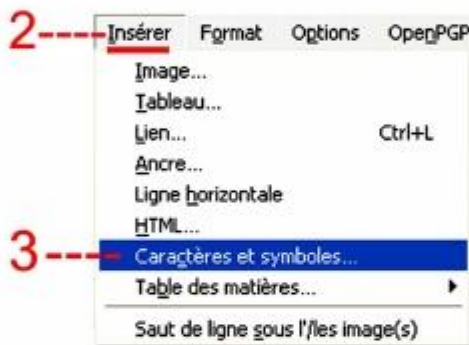 2 Insérer Format Options OpenPGP
Image...
Tableau...
Lien... Ctrl+L
Ancre...
Ligne horizontale
HTML...
3 Caractères et symboles...
Table des matières...
Saut de ligne sous l'/les image(s)